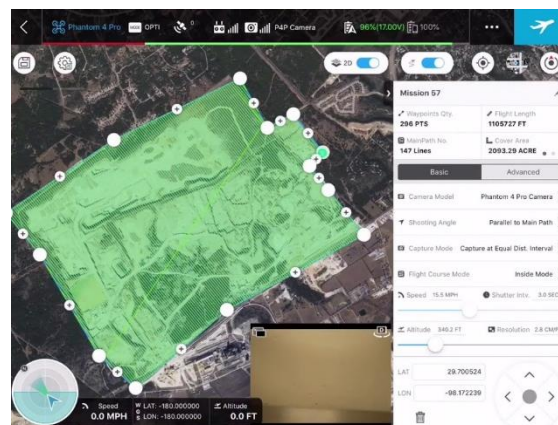 Phantom 4 Pro OPTI 0 P4P Camera 96%(17.00V) 100%
2D
Mission 57
Waypoints Qty. Flight Length
296 PTS 1105727 FT
MainPath No. Cover Area
147 Lines 2093.29 ACRE
Basic Advanced
Camera Model Phantom 4 Pro Camera
Shooting Angle Parallel to Main Path
Capture Mode Capture at Equal Dist. Interval
Flight Course Mode Inside Mode
Speed 15.5 MPH Shutter Intv. 3.0 SEC
Altitude 340.2 FT Resolution 2.8 CM/P
LAT 29.700524
LON -98.172239
Speed W LAT: -180.000000 Altitude
0.0 MPH G S LON: -180.000000 0.0 FT